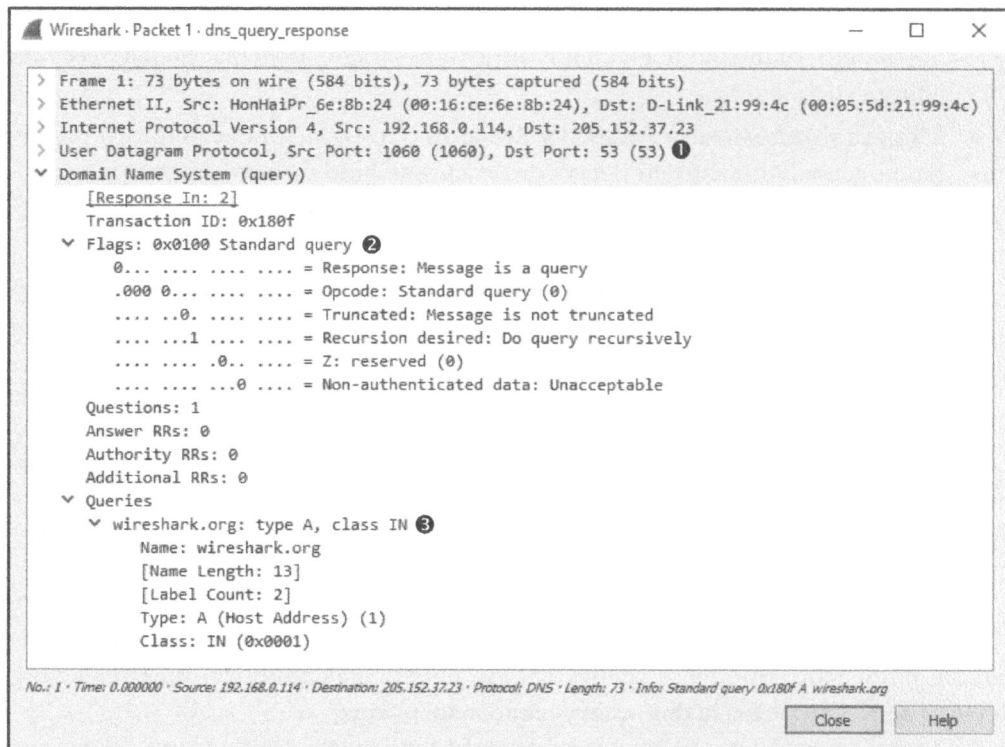 Wireshark · Packet 1 · dns_query_response
> Frame 1: 73 bytes on wire (584 bits), 73 bytes captured (584 bits)
> Ethernet II, Src: HonHaiPr_6e:8b:24 (00:16:ce:6e:8b:24), Dst: D-Link_21:99:4c (00:05:5d:21:99:4c)
> Internet Protocol Version 4, Src: 192.168.0.114, Dst: 205.152.37.23
> User Datagram Protocol, Src Port: 1060 (1060), Dst Port: 53 (53) ❶
Domain Name System (query)
[Response In: 2]
Transaction ID: 0x180f
Flags: 0x0100 Standard query ❷
0... .... .... .... = Response: Message is a query
.000 0... .... .... = Opcode: Standard query (0)
.... ..0. .... .... = Truncated: Message is not truncated
.... ...1 .... .... = Recursion desired: Do query recursively
.... .... .0.. .... = Z: reserved (0)
.... .... ...0 .... = Non-authenticated data: Unacceptable
Questions: 1
Answer RRs: 0
Authority RRs: 0
Additional RRs: 0
Queries
wireshark.org: type A, class IN ❸
Name: wireshark.org
[Name Length: 13]
[Label Count: 2]
Type: A (Host Address) (1)
Class: IN (0x0001)
No.: 1 · Time: 0.000000 · Source: 192.168.0.114 · Destination: 205.152.37.23 · Protocol: DNS · Length: 73 · Info: Standard query 0x180f A wireshark.org
Close Help